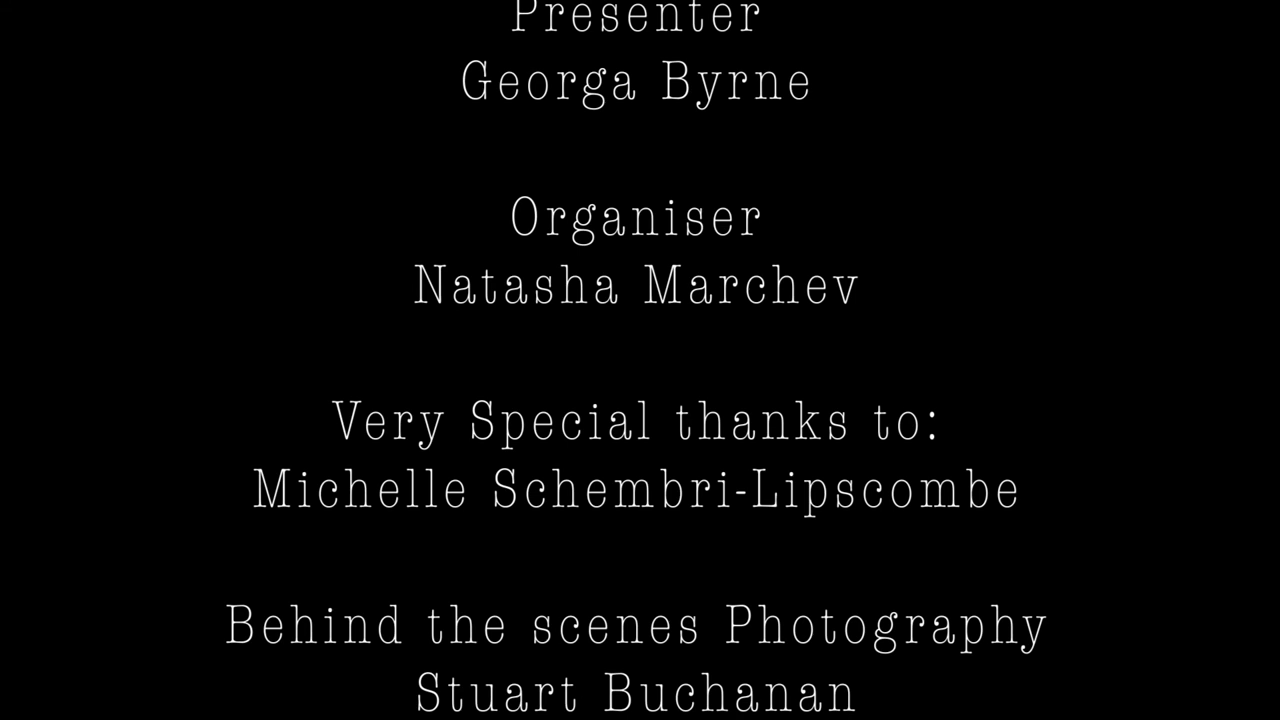 Presenter
Georga Byrne
Organiser
Natasha Marchev
Very Special thanks to:
Michelle Schembri-Lipscombe
Behind the scenes Photography
Stuart Buchanan